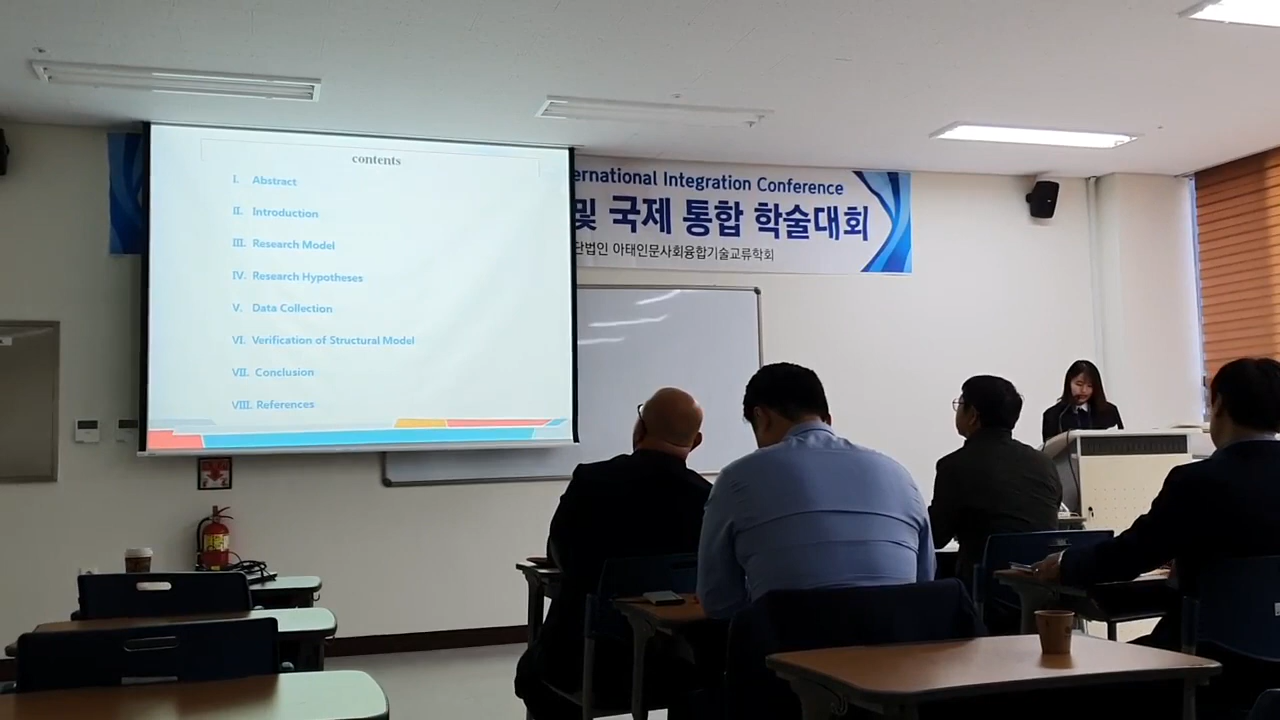 contents
I. Abstract
II. Introduction
III. Research Model
IV. Research Hypotheses
V. Data Collection
VI. Verification of Structural Model
VII. Conclusion
VIII. References
ernational Integration Conference
및 국제 통합 학술대회
단법인 아태인문사회융합기술교류학회